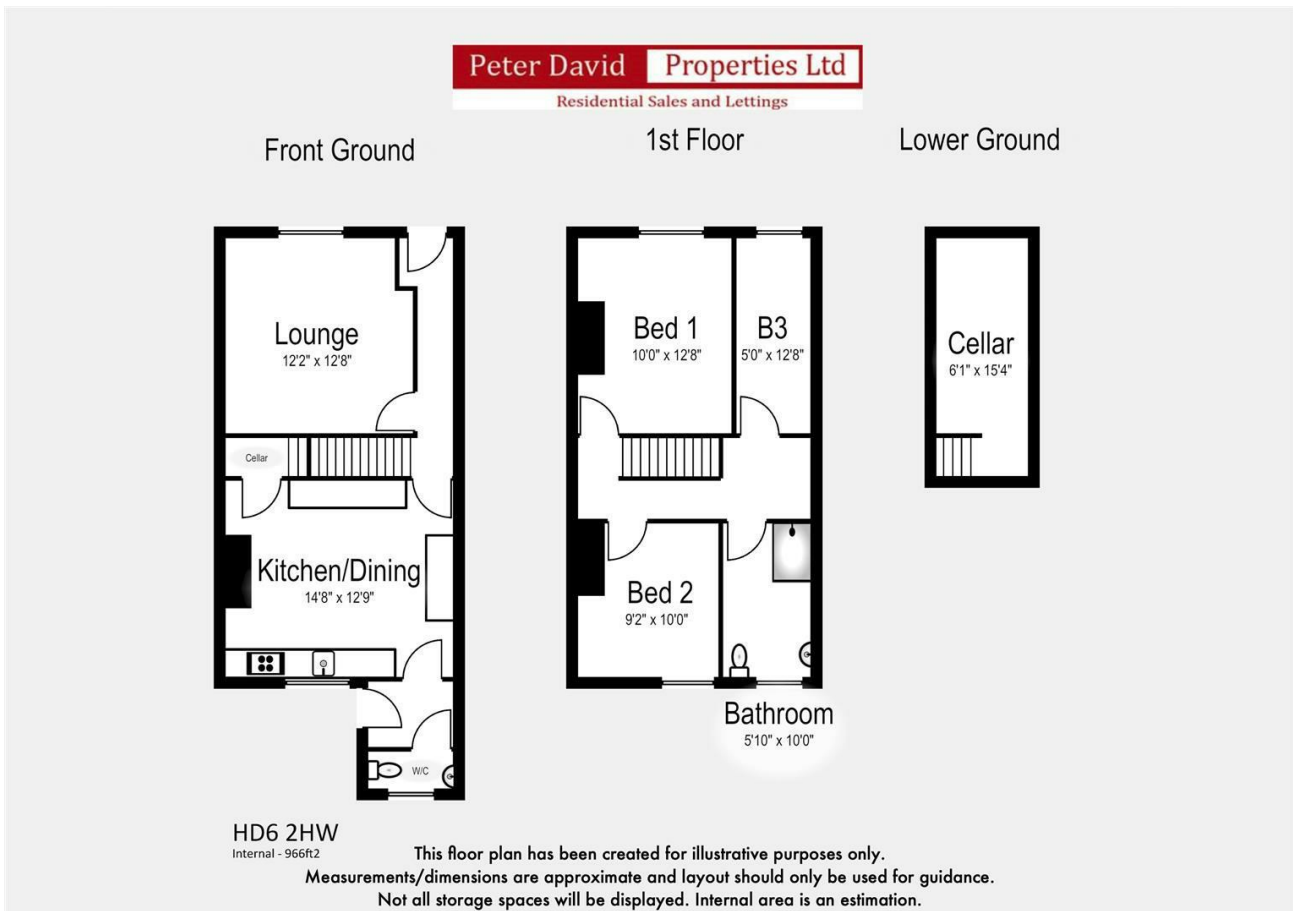 Peter David Properties Ltd
Residential Sales and Lettings
Front Ground
1st Floor
Lower Ground
Lounge
12'2" x 12'8"
Cellar
Kitchen/Dining
14'8" x 12'9"
W/C
Bed 1
10'0" x 12'8"
B3
5'0" x 12'8"
Bed 2
9'2" x 10'0"
Bathroom
5'10" x 10'0"
Cellar
6'1" x 15'4"
HD6 2HW
Internal - 966ft2
This floor plan has been created for illustrative purposes only.
Measurements/dimensions are approximate and layout should only be used for guidance.
Not all storage spaces will be displayed. Internal area is an estimation.